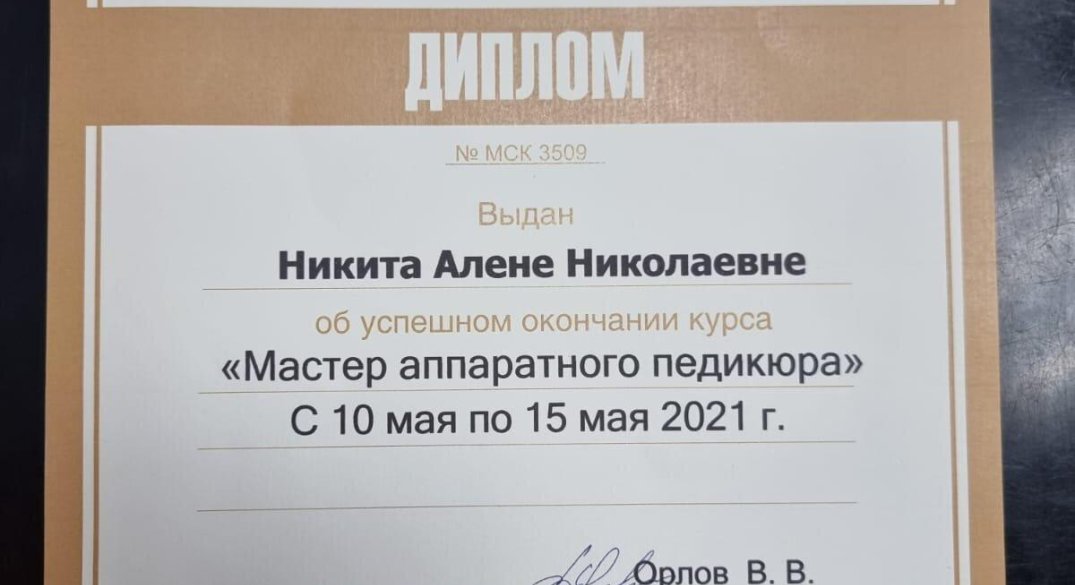 ДИПЛОМ
№ МСК 3509
Выдан
Никита Алене Николаевне
об успешном окончании курса
«Мастер аппаратного педикюра»
С 10 мая по 15 мая 2021 г.
Орлов В. В.